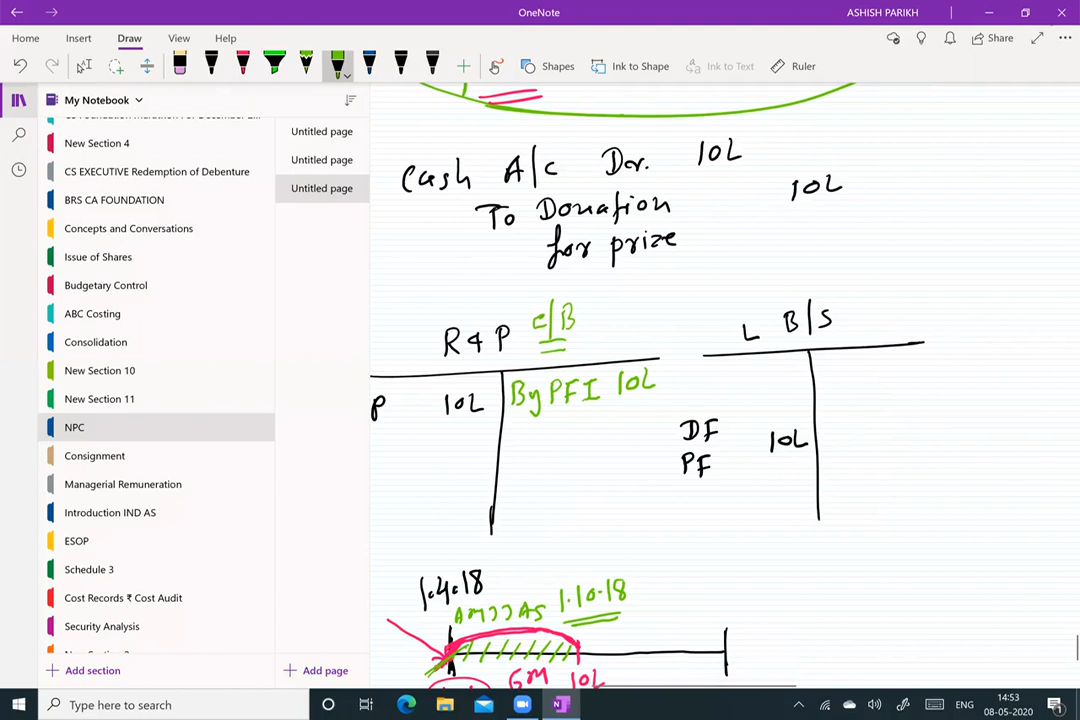 OneNote
ASHISH PARIKH
Home Insert Draw View Help
Share
Shapes
Ink to Shape
Ink to Text
Ruler
My Notebook
New Section 4
CS EXECUTIVE Redemption of Debenture
BRS CA FOUNDATION
Concepts and Conversations
Issue of Shares
Budgetary Control
ABC Costing
Consolidation
New Section 10
New Section 11
NPC
Consignment
Managerial Remuneration
Introduction IND AS
ESOP
Schedule 3
Cost Records ₹ Cost Audit
Security Analysis
Add section
Untitled page
Untitled page
Untitled page
Add page
Cash A/c Dr. 10L
To Donation 10L
for prize
R & P C/B
L B/S
P 10L By PFI 10L
DF
PF 10L
1.4.18
AMJJAS 1.10.18
6M 10L
Type here to search
ENG
14:53
08-05-2020